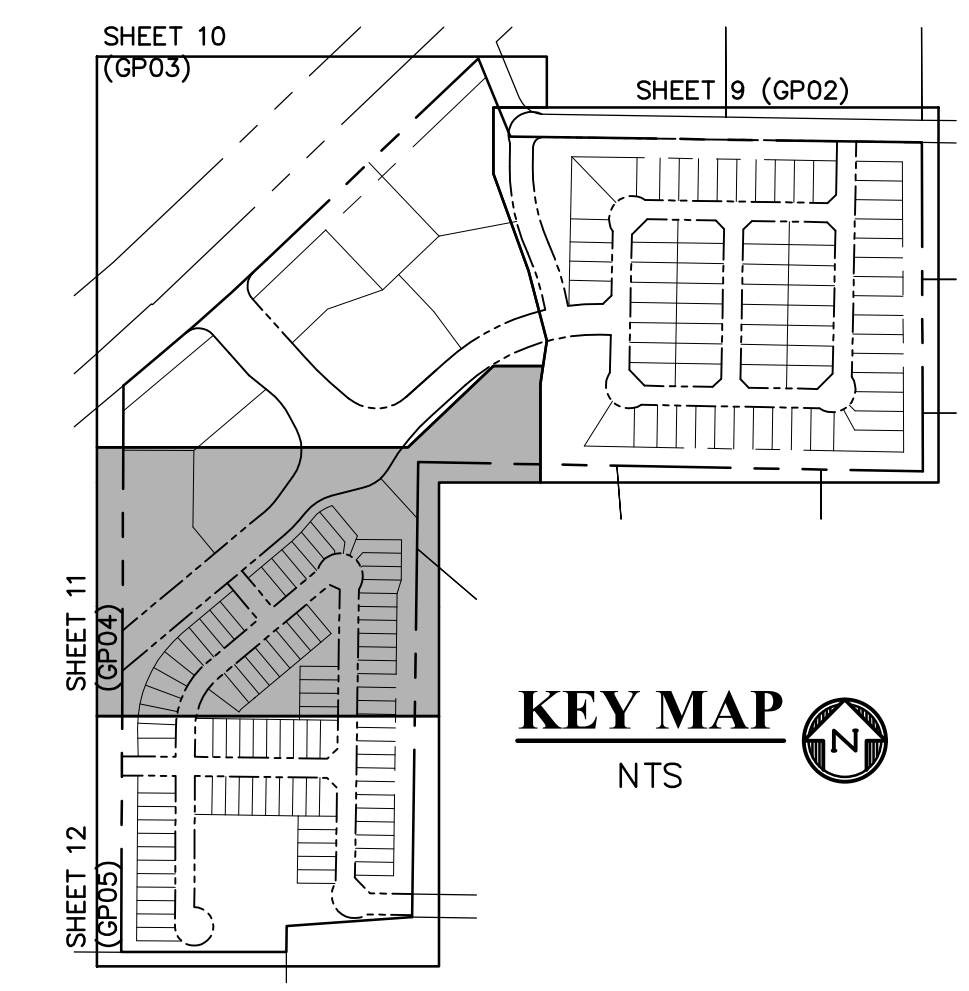 SHEET 10
(GP03)
SHEET 9 (GP02)
SHEET 11
(GP04)
KEY MAP
N
NTS
SHEET 12
(GP05)